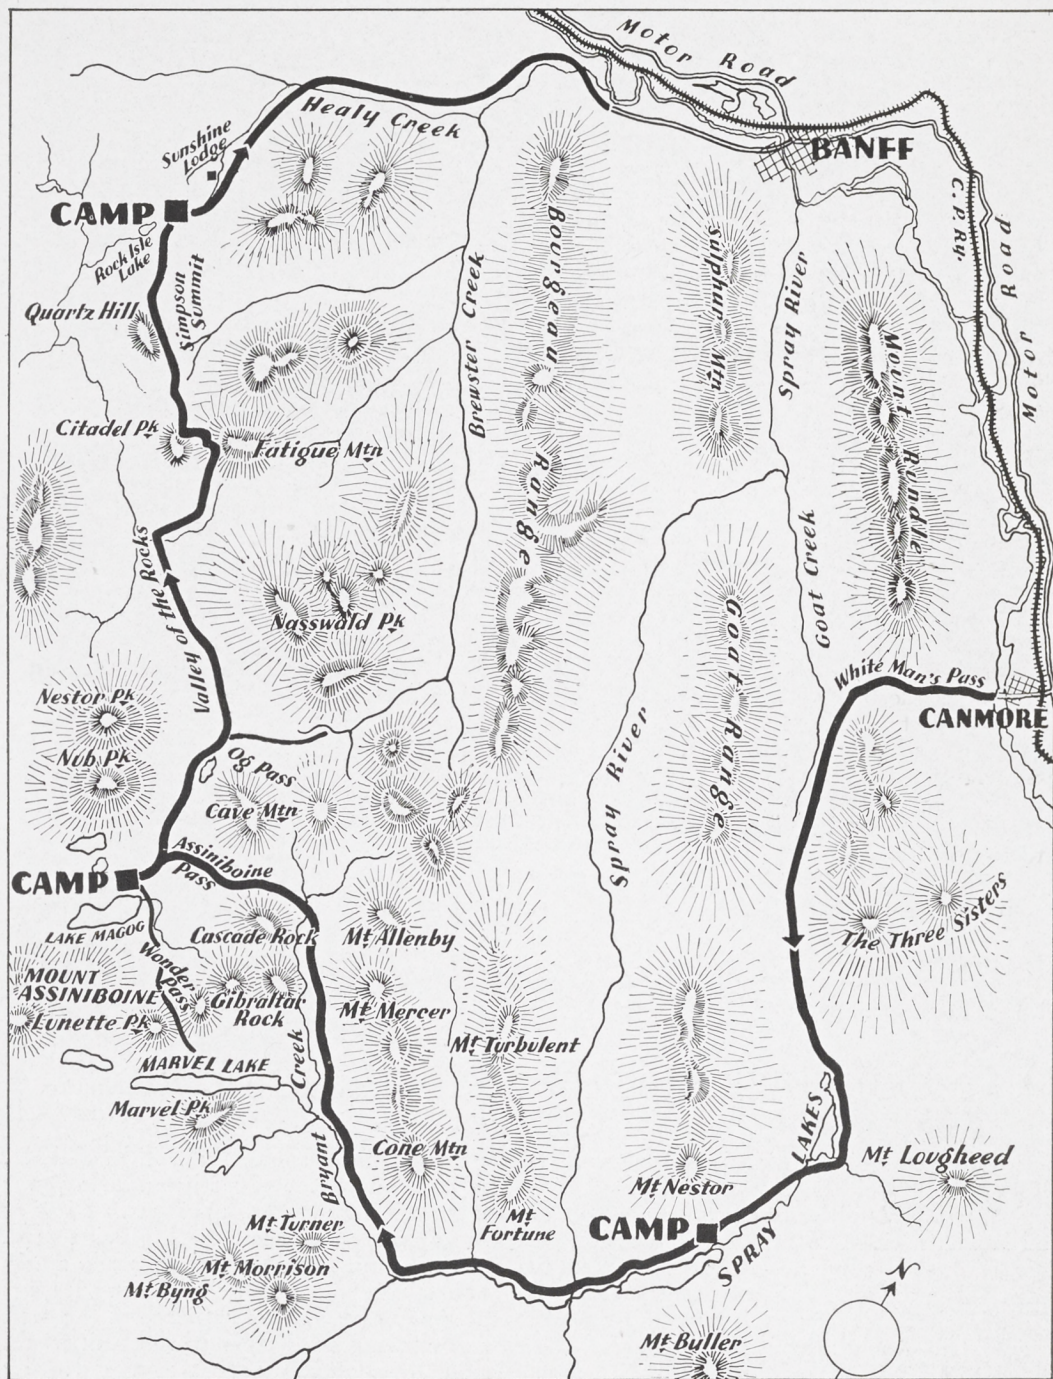 Motor Road
Healy Creek
BANFF
Sunshine
Lodge
CAMP
Rock Isle
Lake
Simpson
Summit
Quartz Hill
Brewster Creek
Bourgeau Range
Sulphur Mtn
Spray River
C. P. Ry.
Motor Road
Mount Rundle
Citadel Pk
Fatigue Mtn
Valley of the Rocks
Nasswald Pk
Goat Creek
Goat Range
White Man's Pass
CANMORE
Nestor Pk
Nub Pk
Og Pass
Cave Mtn
Spray River
Assiniboine
Pass
CAMP
LAKE MAGOG
Wonder
Pass
Cascade Rock
Mt Allenby
The Three Sisters
MOUNT
ASSINIBOINE
Lunette Pk
Gibraltar
Rock
Mt Mercer
Mt Turbulent
MARVEL LAKE
Marvel Pk
Bryant Creek
Cone Mtn
SPRAY LAKES
Mt Lougheed
Mt Nestor
Mt
Fortune
CAMP
Mt Turner
Mt Morrison
Mt Byng
Mt Buller
N